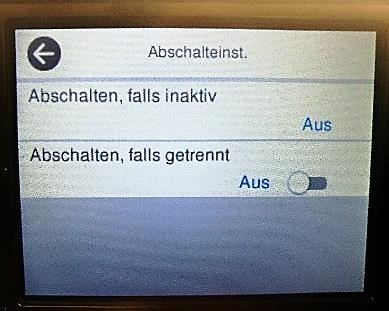 Abschalteinst.
Abschalten, falls inaktiv
Aus
Abschalten, falls getrennt
Aus